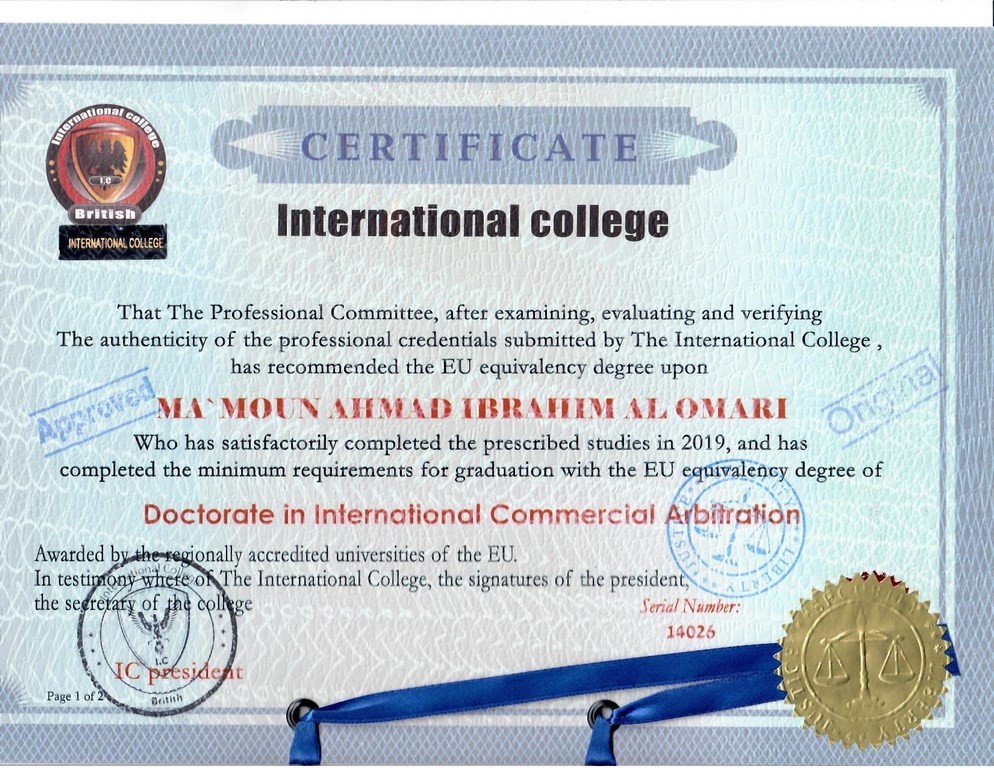 International college
I.C
British
INTERNATIONAL COLLEGE
CERTIFICATE
International college
That The Professional Committee, after examining, evaluating and verifying
The authenticity of the professional credentials submitted by The International College ,
has recommended the EU equivalency degree upon
Approved
MA`MOUN AHMAD IBRAHIM AL OMARI
Original
Who has satisfactorily completed the prescribed studies in 2019, and has
completed the minimum requirements for graduation with the EU equivalency degree of
Doctorate in International Commercial Arbitration
Awarded by the regionally accredited universities of the EU.
In testimony where of The International College, the signatures of the president,
the secretary of the college
Serial Number:
14026
IC president
I.C
British
Page 1 of 2
JUSTICE LIBERTY